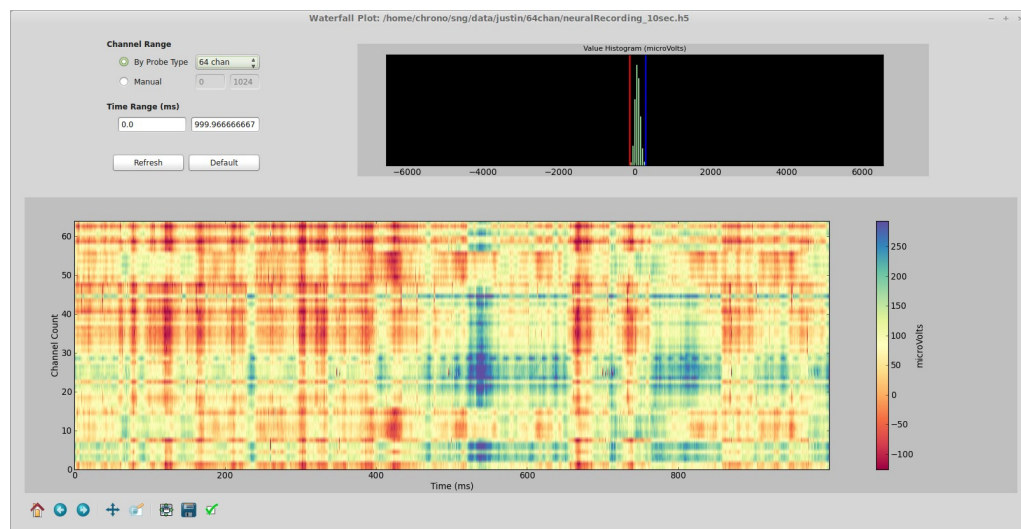 Waterfall Plot: /home/chrono/sng/data/justin/64chan/neuralRecording_10sec.h5
Channel Range
By Probe Type 64 chan
Manual 0 1024
Time Range (ms)
0.0 999.966666667
Refresh Default
Value Histogram (microVolts)
−6000 −4000 −2000 0 2000 4000 6000
60
50
40
30
20
10
0
Channel Count
0 200 400 600 800
Time (ms)
250
200
150
100
50
0
−50
−100
microVolts